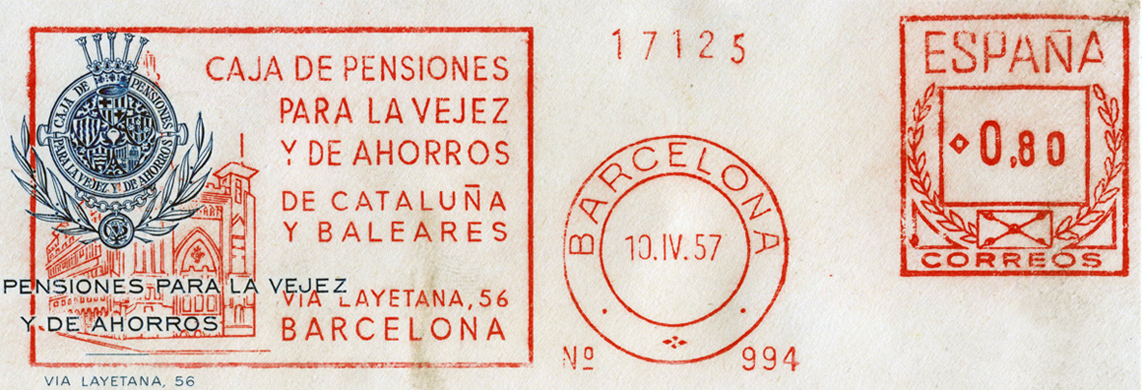 CAJA DE PENSIONES
PARA LA VEJEZ
Y DE AHORROS
DE CATALUÑA
Y BALEARES
VIA LAYETANA, 56
BARCELONA
CAJA DE PENSIONES
PARA LA VEJEZ Y DE AHORROS
PENSIONES PARA LA VEJEZ
Y DE AHORROS
VIA LAYETANA, 56
17125
BARCELONA
10.IV.57
Nº 994
ESPAÑA
0,80
CORREOS